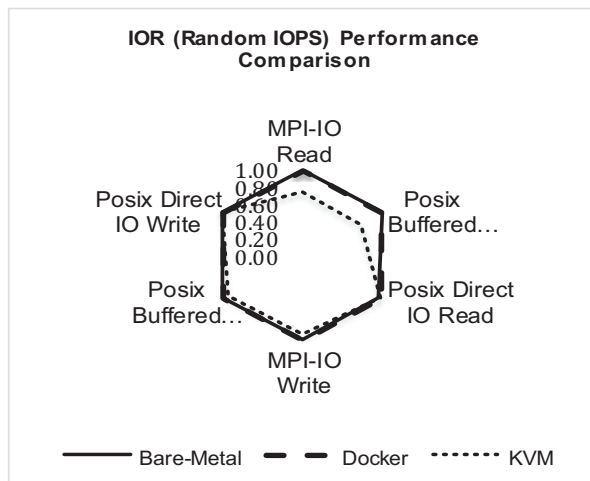 IOR (Random IOPS) Performance
Comparison
MPI-IO
Read
1.00
0.80
0.60
0.40
0.20
0.00
Posix
Buffered…
Posix Direct
IO Read
MPI-IO
Write
Posix
Buffered…
Posix Direct
IO Write
Bare-Metal
Docker
KVM